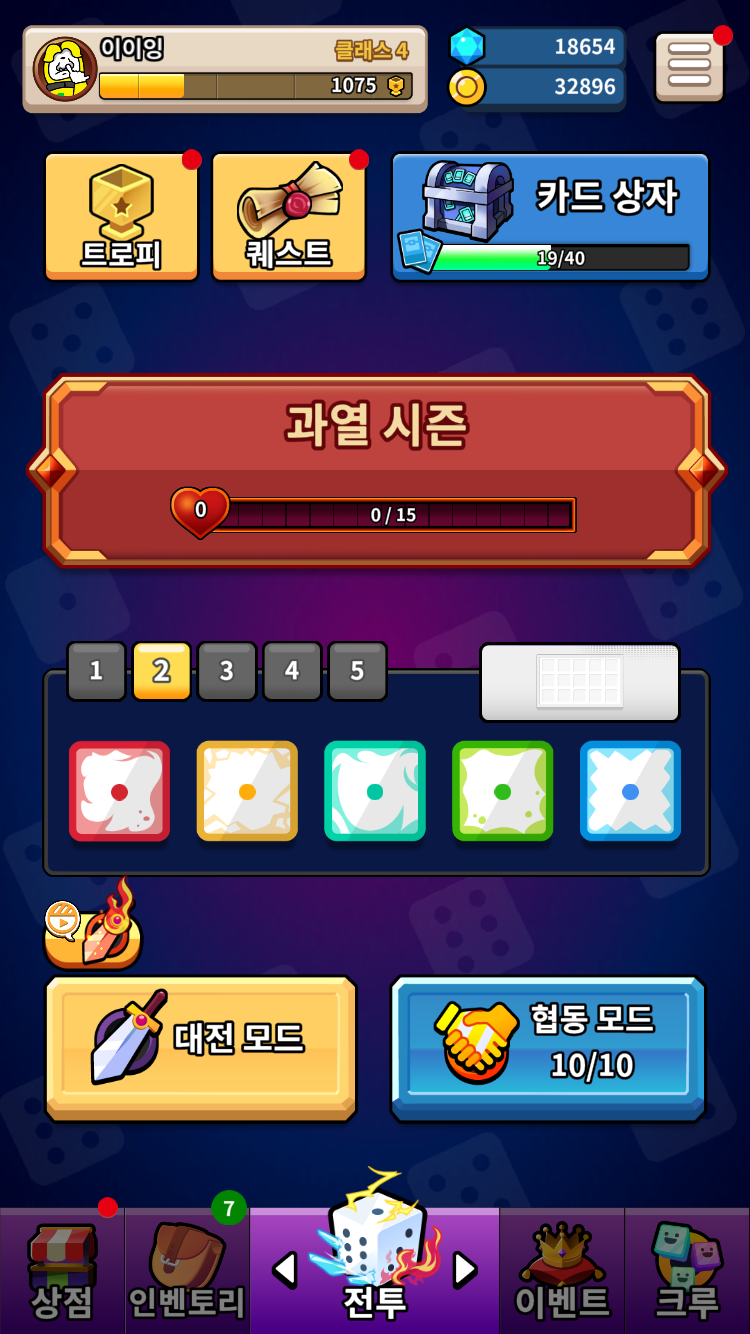 이이잉
클래스 4
1075
18654
32896
트로피
퀘스트
카드 상자
19/40
과열 시즌
0
0 / 15
1
2
3
4
5
대전 모드
협동 모드
10/10
7
상점
인벤토리
전투
이벤트
크루